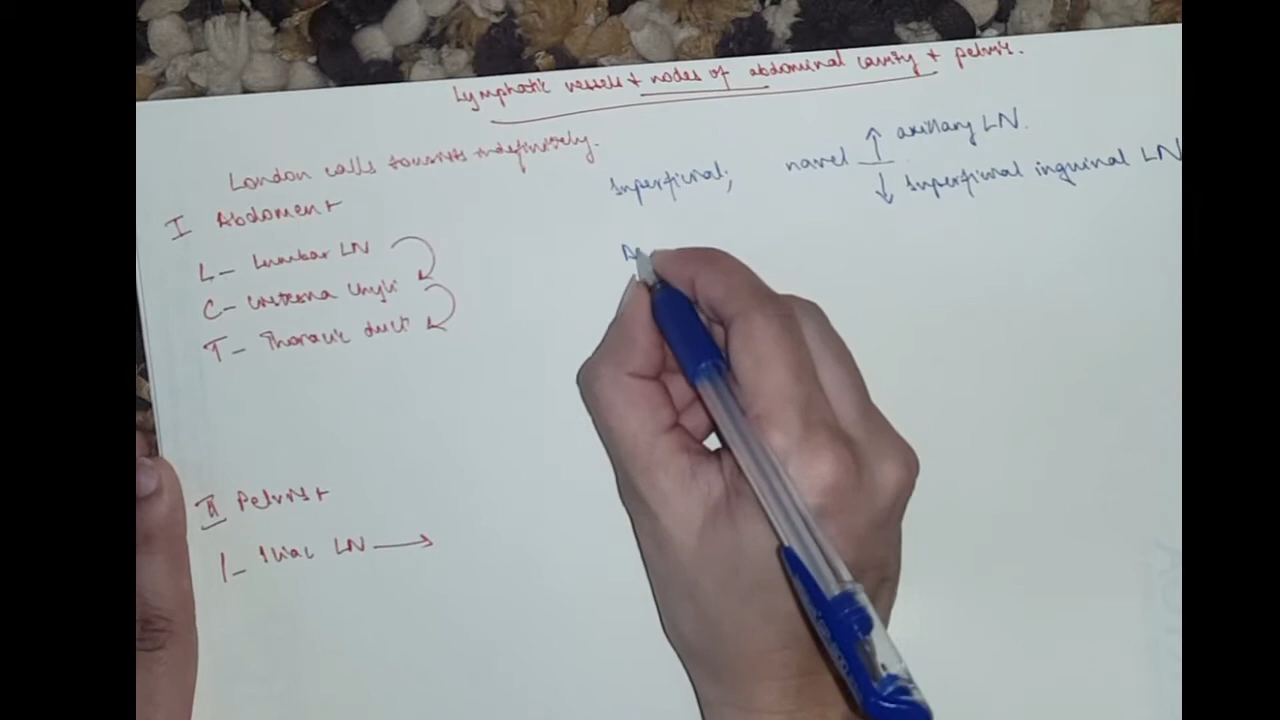 Lymphatic vessels + nodes of abdominal cavity + pelvis.
London calls tourists indefinitely.
I Abdomen +
L- Lumbar LN
C- Cisterna chyli
T- Thoracic duct
II Pelvis +
I- Iliac LN →
Superficial; navel ↑ axillary LN.
↓ Superficial inguinal LN